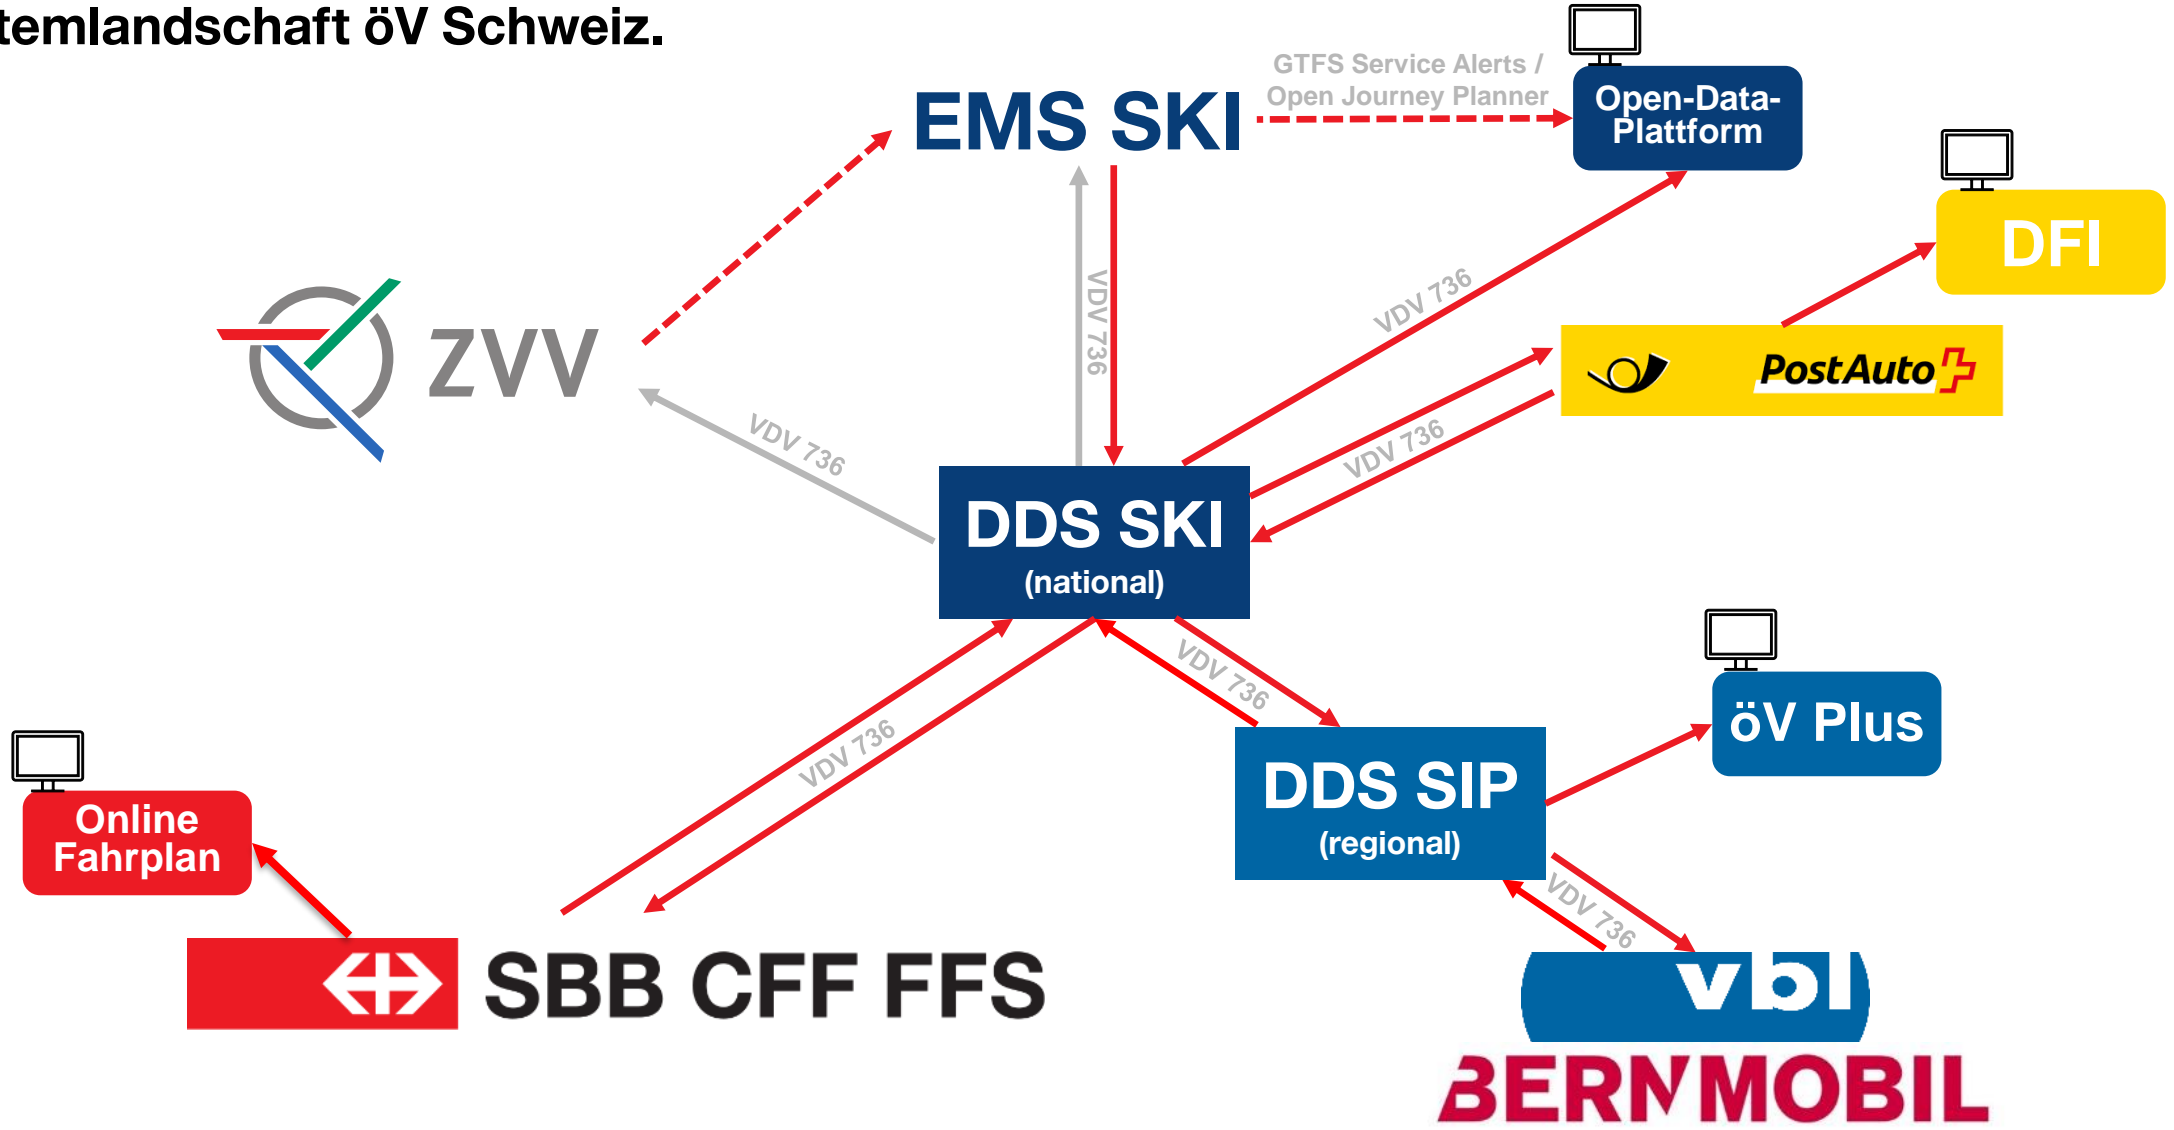 temlandschaft öV Schweiz.
GTFS Service Alerts /
Open Journey Planner
EMS SKI
Open-Data-
Plattform
DFI
VDV 736
VDV 736
ZVV
PostAuto
VDV 736
VDV 736
DDS SKI
(national)
VDV 736
öV Plus
VDV 736
DDS SIP
(regional)
Online
Fahrplan
VDV 736
SBB CFF FFS
vbl
BERNMOBIL